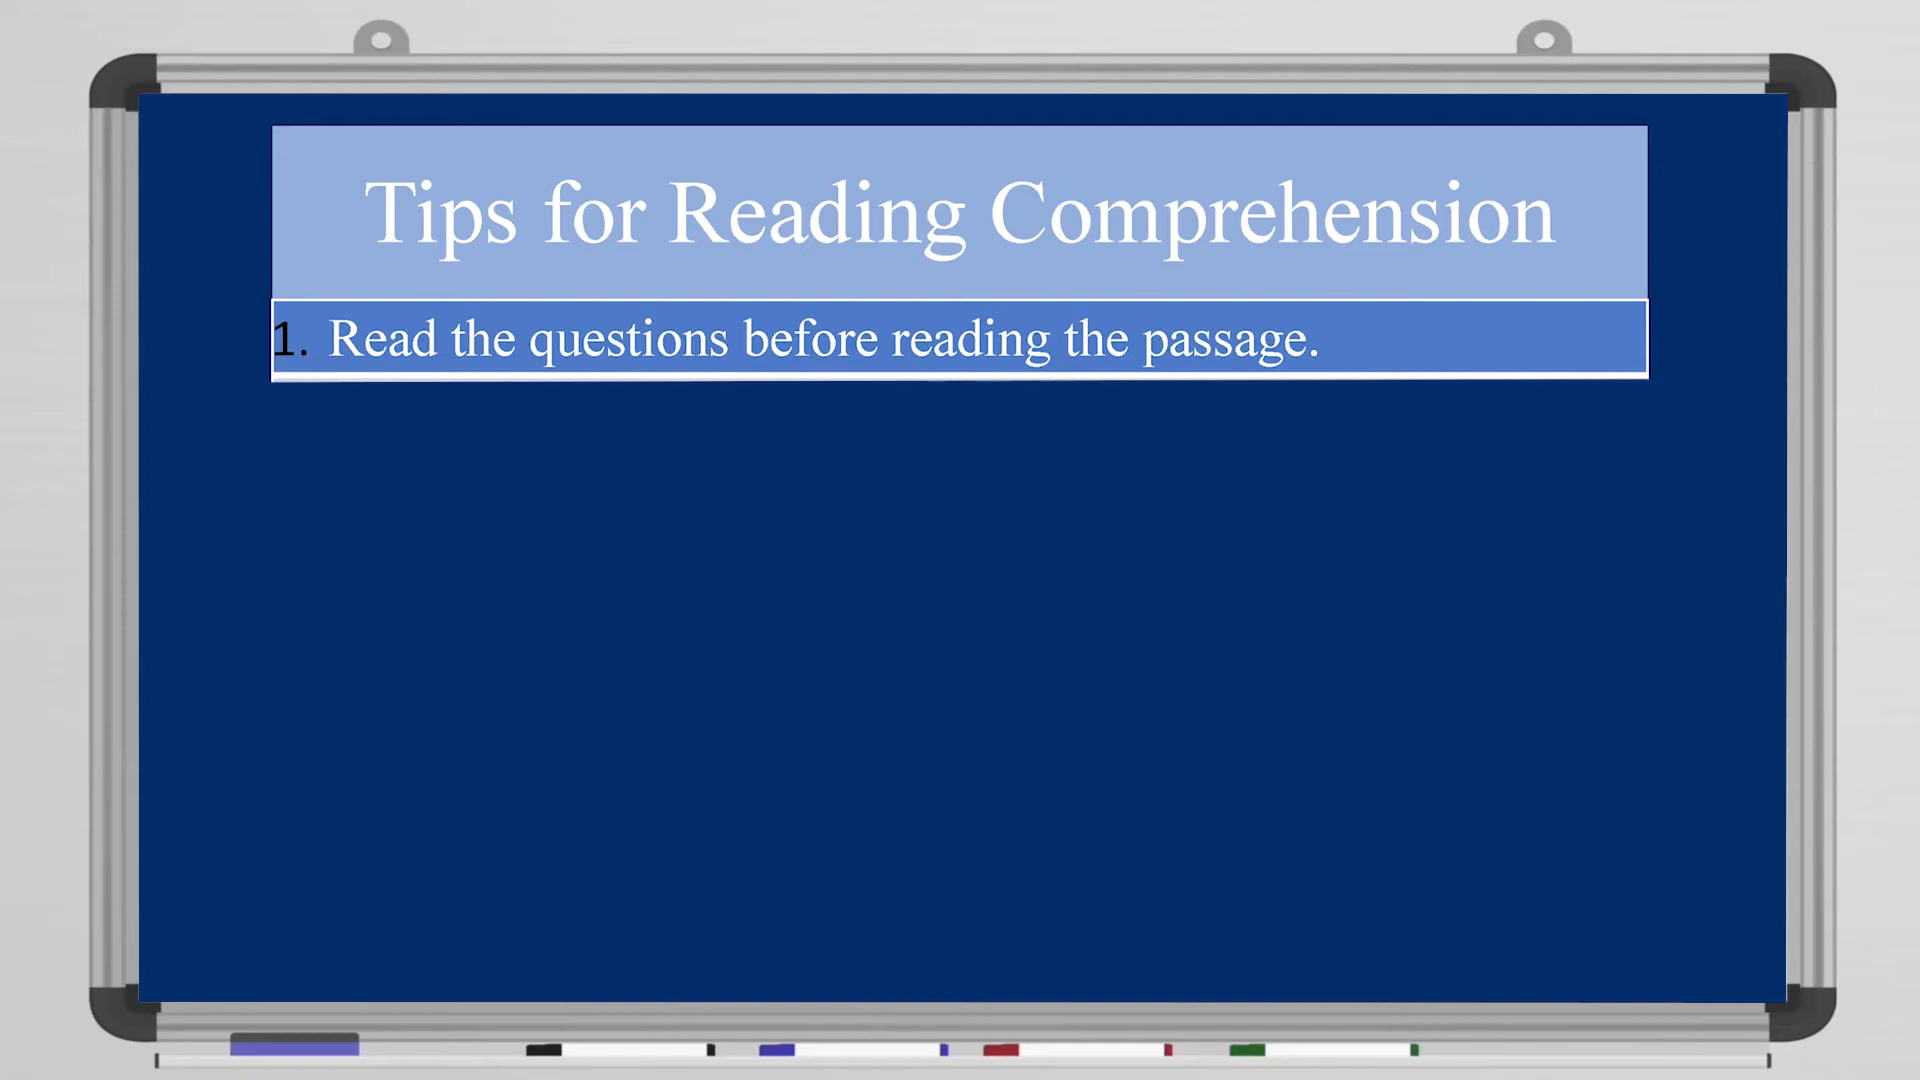 Tips for Reading Comprehension
1. Read the questions before reading the passage.